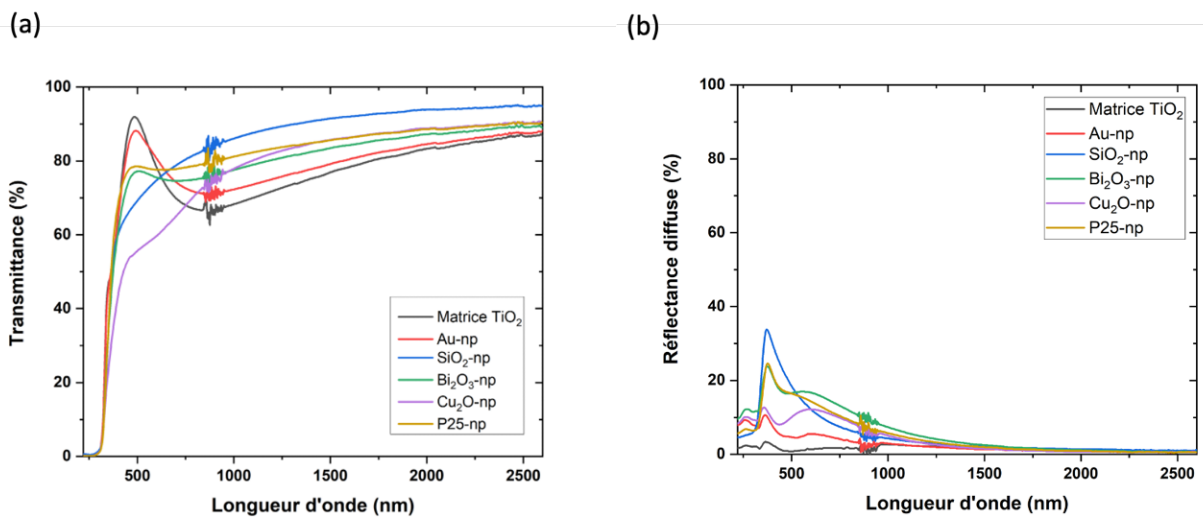 (a)
(b)
Transmittance (%)
100
80
60
40
20
0
500
1000
1500
2000
2500
Longueur d'onde (nm)
Matrice TiO₂
Au-np
SiO₂-np
Bi₂O₃-np
Cu₂O-np
P25-np
Réflectance diffuse (%)
100
80
60
40
20
0
500
1000
1500
2000
2500
Longueur d'onde (nm)
Matrice TiO₂
Au-np
SiO₂-np
Bi₂O₃-np
Cu₂O-np
P25-np